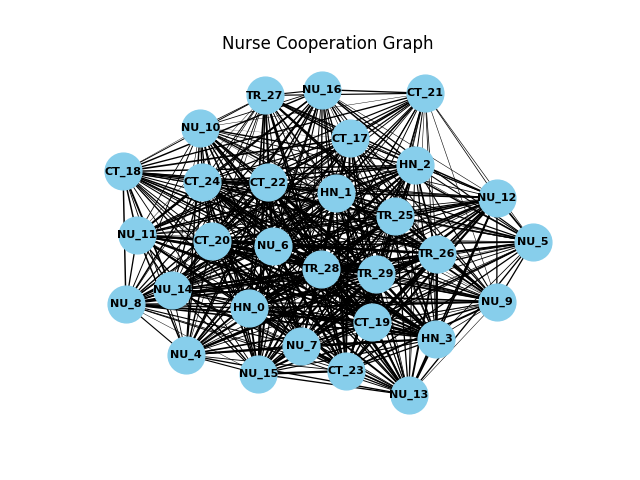 Nurse Cooperation Graph
NU_16
CT_21
TR_27
NU_10
CT_17
HN_2
CT_18
CT_24
CT_22
HN_1
NU_12
TR_25
NU_11
CT_20
NU_6
NU_5
TR_26
TR_28
TR_29
NU_14
NU_8
HN_0
NU_9
CT_19
HN_3
NU_7
NU_4
CT_23
NU_15
NU_13